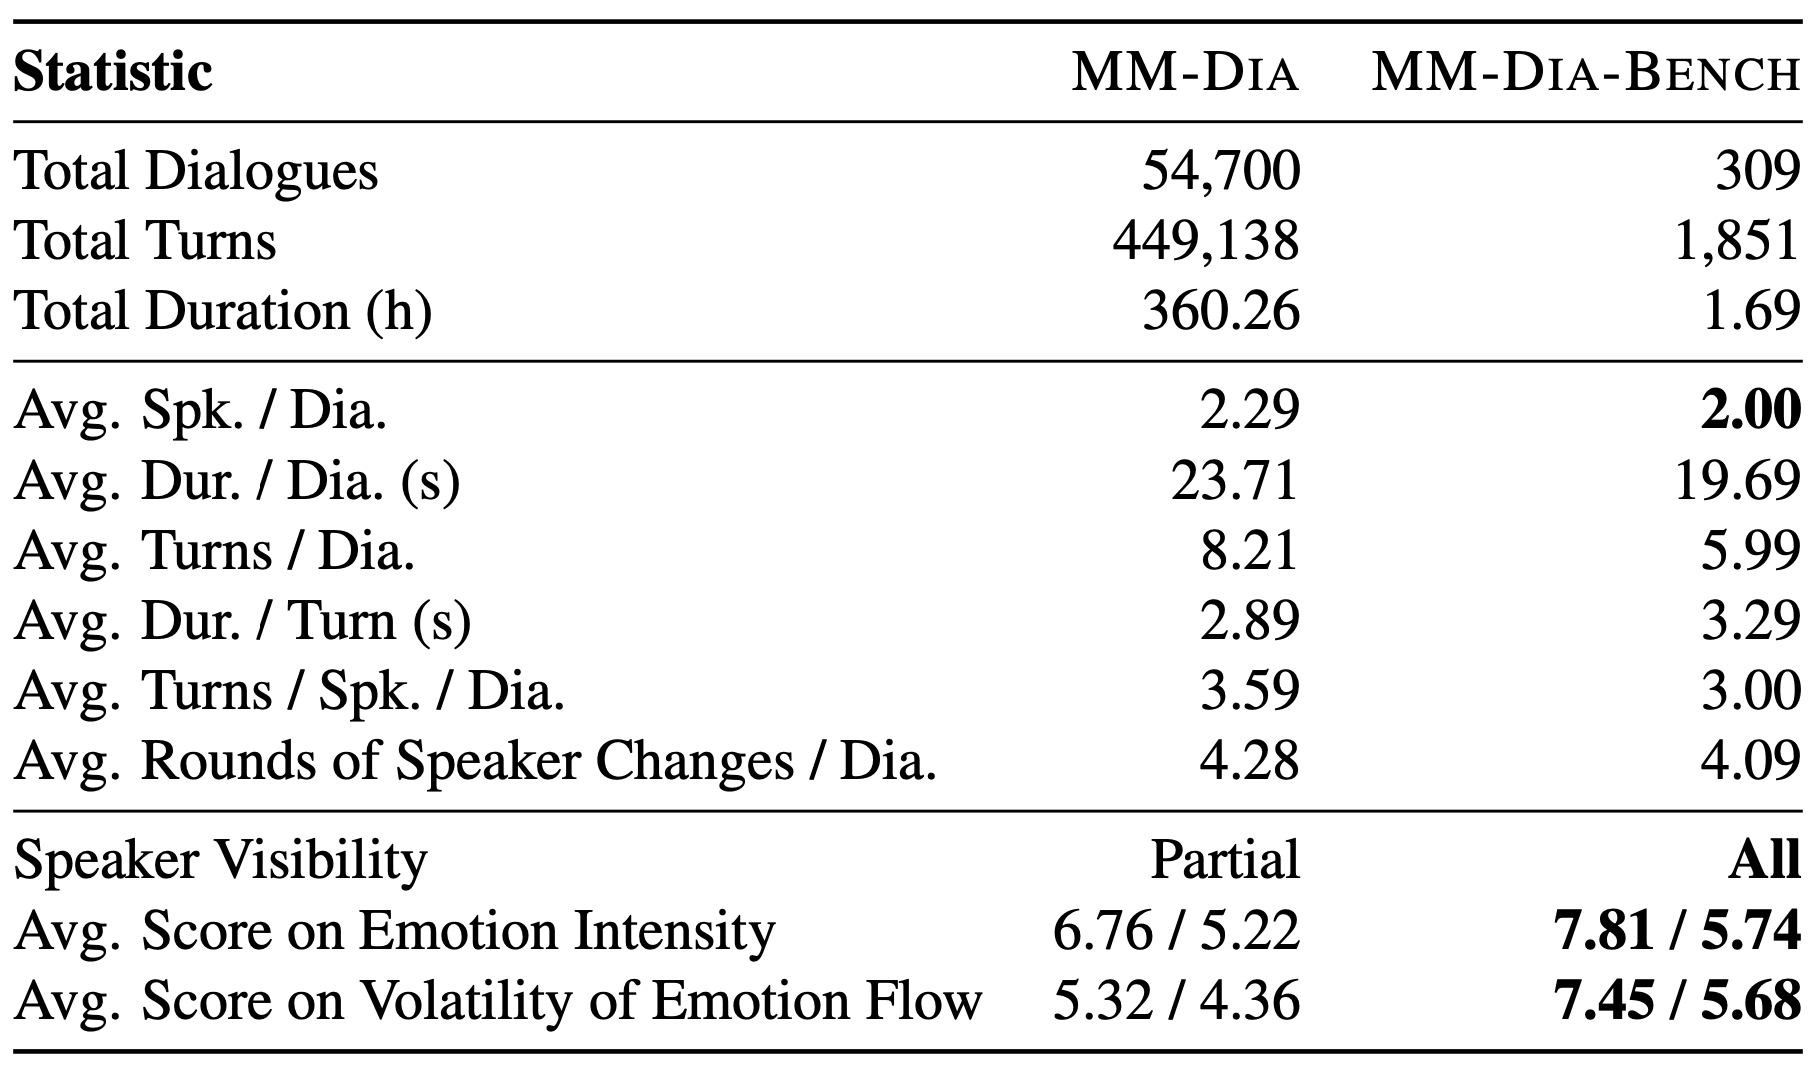 Statistic MM-DIA MM-DIA-BENCH
Total Dialogues 54,700 309
Total Turns 449,138 1,851
Total Duration (h) 360.26 1.69
Avg. Spk. / Dia. 2.29 2.00
Avg. Dur. / Dia. (s) 23.71 19.69
Avg. Turns / Dia. 8.21 5.99
Avg. Dur. / Turn (s) 2.89 3.29
Avg. Turns / Spk. / Dia. 3.59 3.00
Avg. Rounds of Speaker Changes / Dia. 4.28 4.09
Speaker Visibility Partial All
Avg. Score on Emotion Intensity 6.76 / 5.22 7.81 / 5.74
Avg. Score on Volatility of Emotion Flow 5.32 / 4.36 7.45 / 5.68